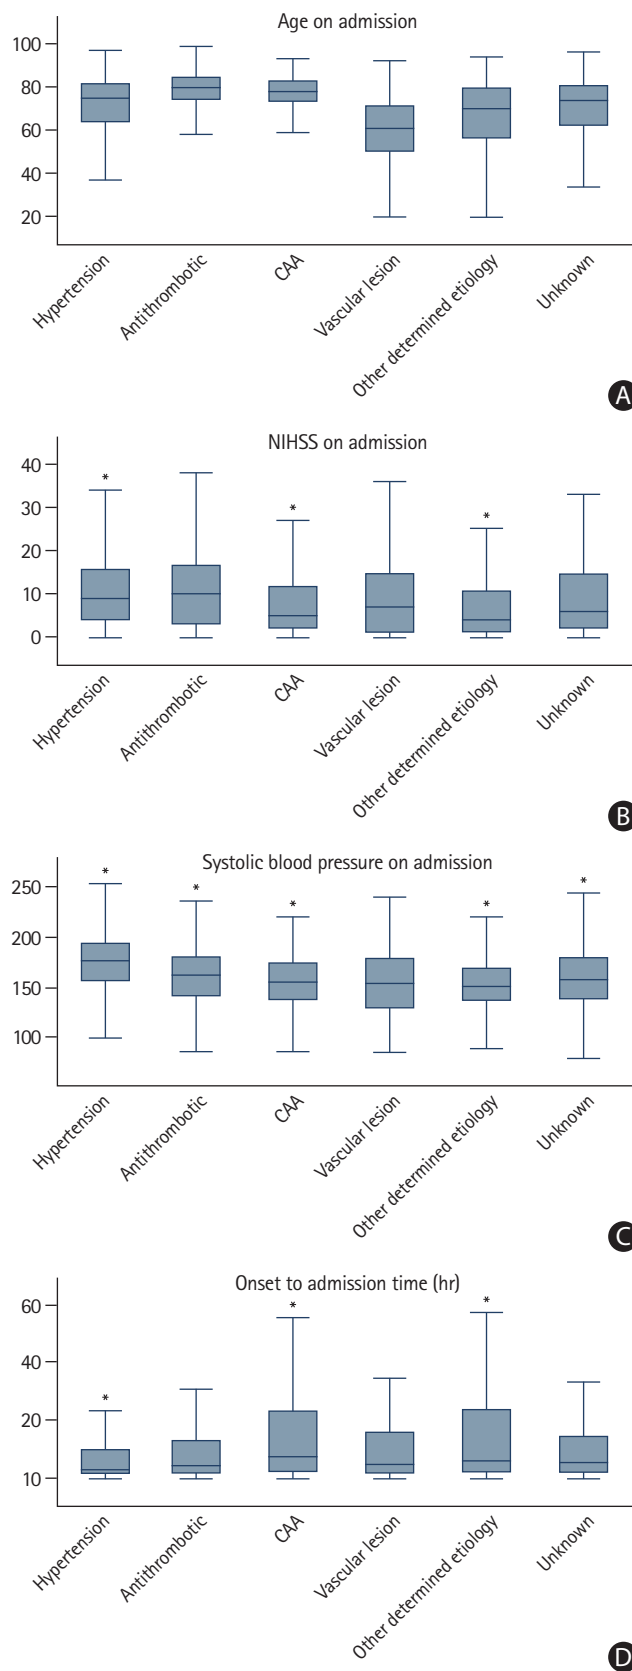 Age on admission
100
80
60
40
20
Hypertension
Antithrombotic
CAA
Vascular lesion
Other determined etiology
Unknown
A
NIHSS on admission
40
30
20
10
0
*
*
*
Hypertension
Antithrombotic
CAA
Vascular lesion
Other determined etiology
Unknown
B
Systolic blood pressure on admission
250
200
150
100
*
*
*
*
*
Hypertension
Antithrombotic
CAA
Vascular lesion
Other determined etiology
Unknown
C
Onset to admission time (hr)
60
40
20
10
*
*
*
Hypertension
Antithrombotic
CAA
Vascular lesion
Other determined etiology
Unknown
D